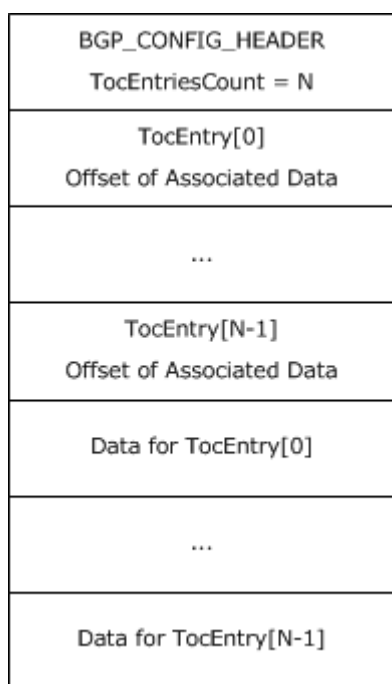 BGP_CONFIG_HEADER
TocEntriesCount = N
TocEntry[0]
Offset of Associated Data
...
TocEntry[N-1]
Offset of Associated Data
Data for TocEntry[0]
...
Data for TocEntry[N-1]